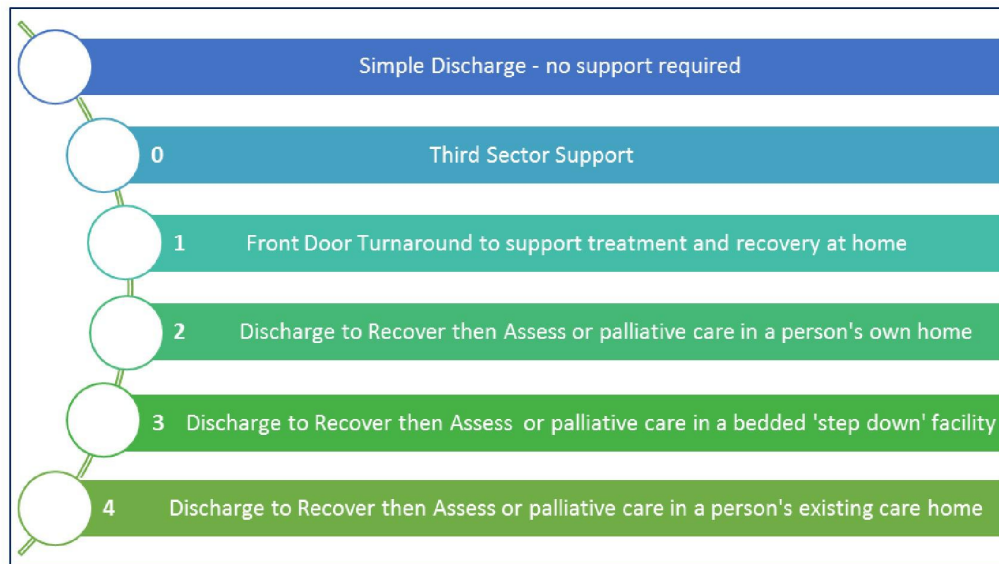 Simple Discharge - no support required
0 Third Sector Support
1 Front Door Turnaround to support treatment and recovery at home
2 Discharge to Recover then Assess or palliative care in a person's own home
3 Discharge to Recover then Assess or palliative care in a bedded 'step down' facility
4 Discharge to Recover then Assess or palliative care in a person's existing care home